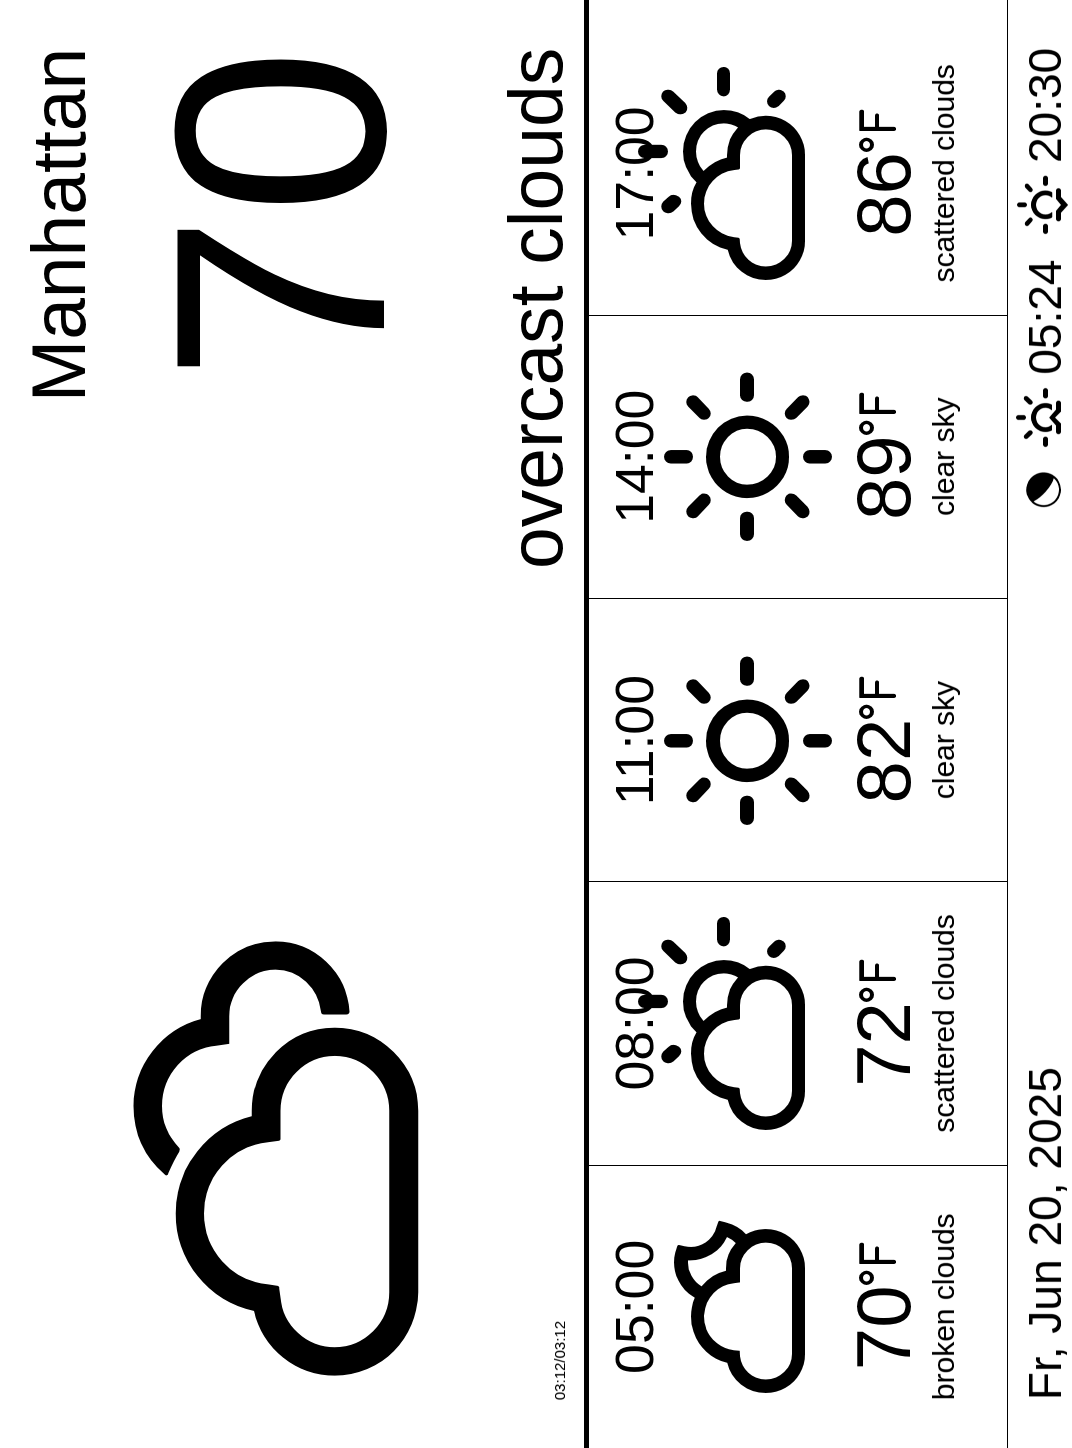 Manhattan
70
overcast clouds
03:12/03:12
05:00 08:00 11:00 14:00 17:00
70°F 72°F 82°F 89°F 86°F
broken clouds scattered clouds clear sky clear sky scattered clouds
Fr, Jun 20, 2025 05:24 20:30